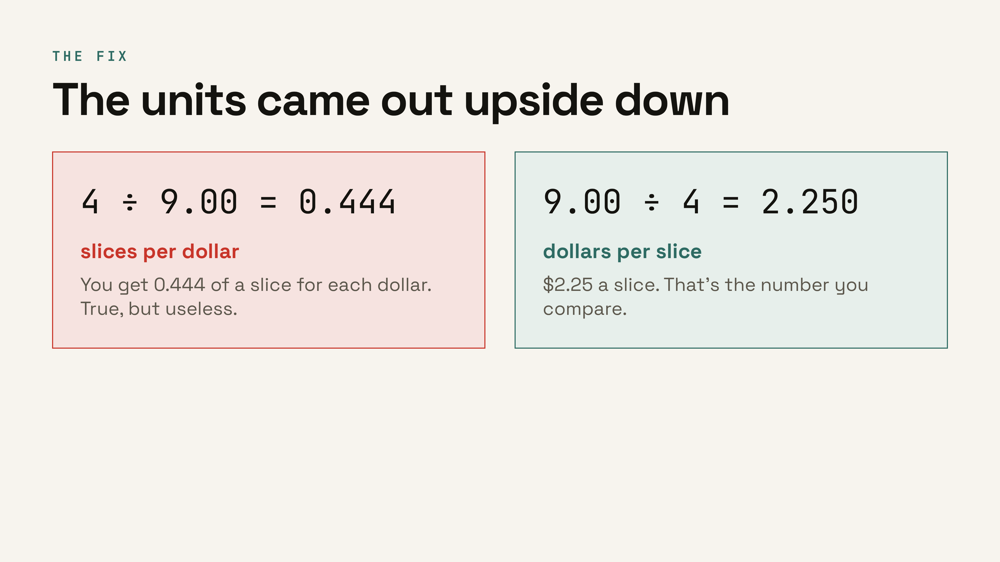 THE FIX
The units came out upside down
4 ÷ 9.00 = 0.444
slices per dollar
You get 0.444 of a slice for each dollar.
True, but useless.
9.00 ÷ 4 = 2.250
dollars per slice
$2.25 a slice. That’s the number you
compare.